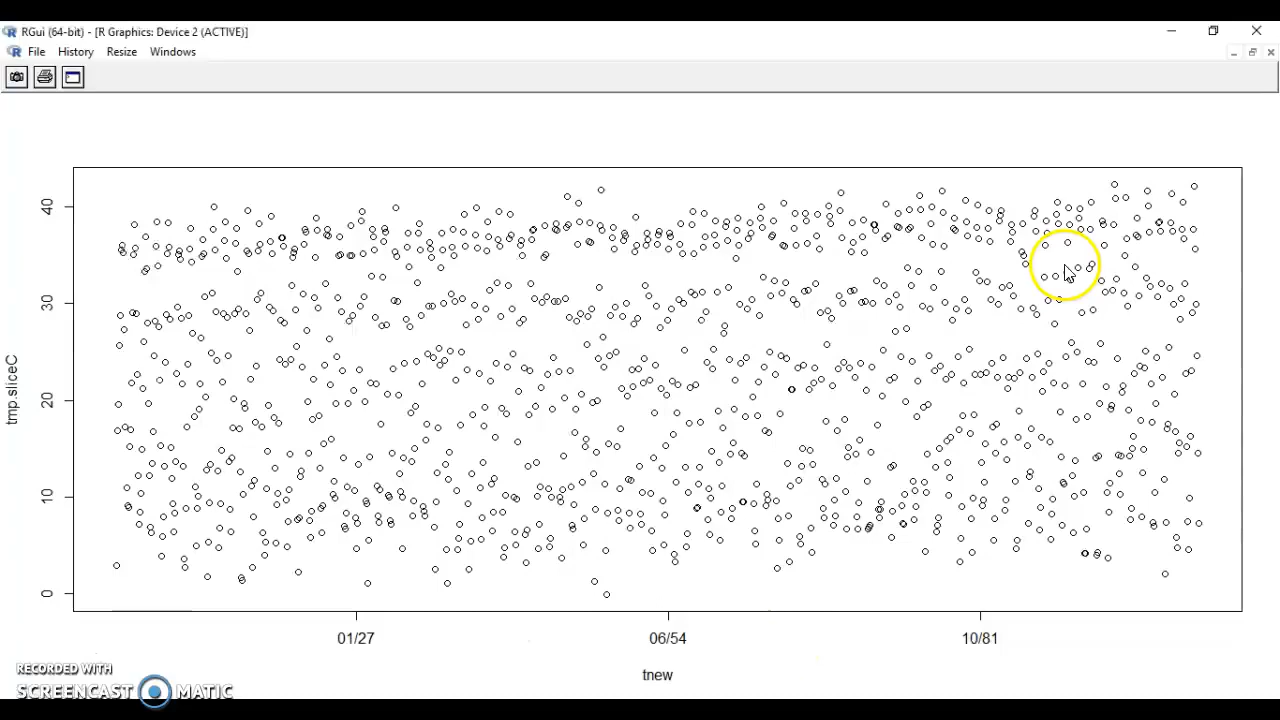 RGui (64-bit) - [R Graphics: Device 2 (ACTIVE)]
File History Resize Windows
40
30
20
10
0
tmp.sliceC
01/27 06/54 10/81
tnew
RECORDED WITH
SCREENCAST MATIC